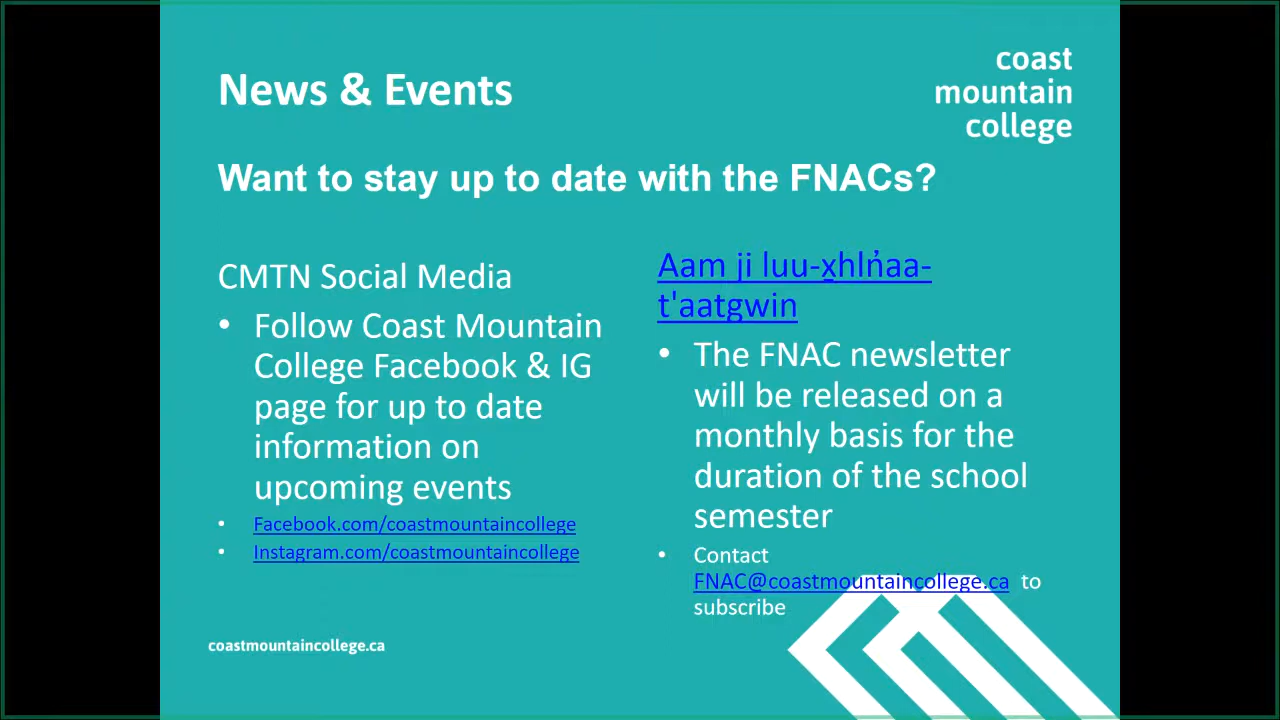 News & Events
coast
mountain
college
Want to stay up to date with the FNACs?
CMTN Social Media
• Follow Coast Mountain
College Facebook & IG
page for up to date
information on
upcoming events
• Facebook.com/coastmountaincollege
• Instagram.com/coastmountaincollege
Aam ji luu-x̱hln̓aa-
t'aatgwin
• The FNAC newsletter
will be released on a
monthly basis for the
duration of the school
semester
• Contact
FNAC@coastmountaincollege.ca to
subscribe
coastmountaincollege.ca